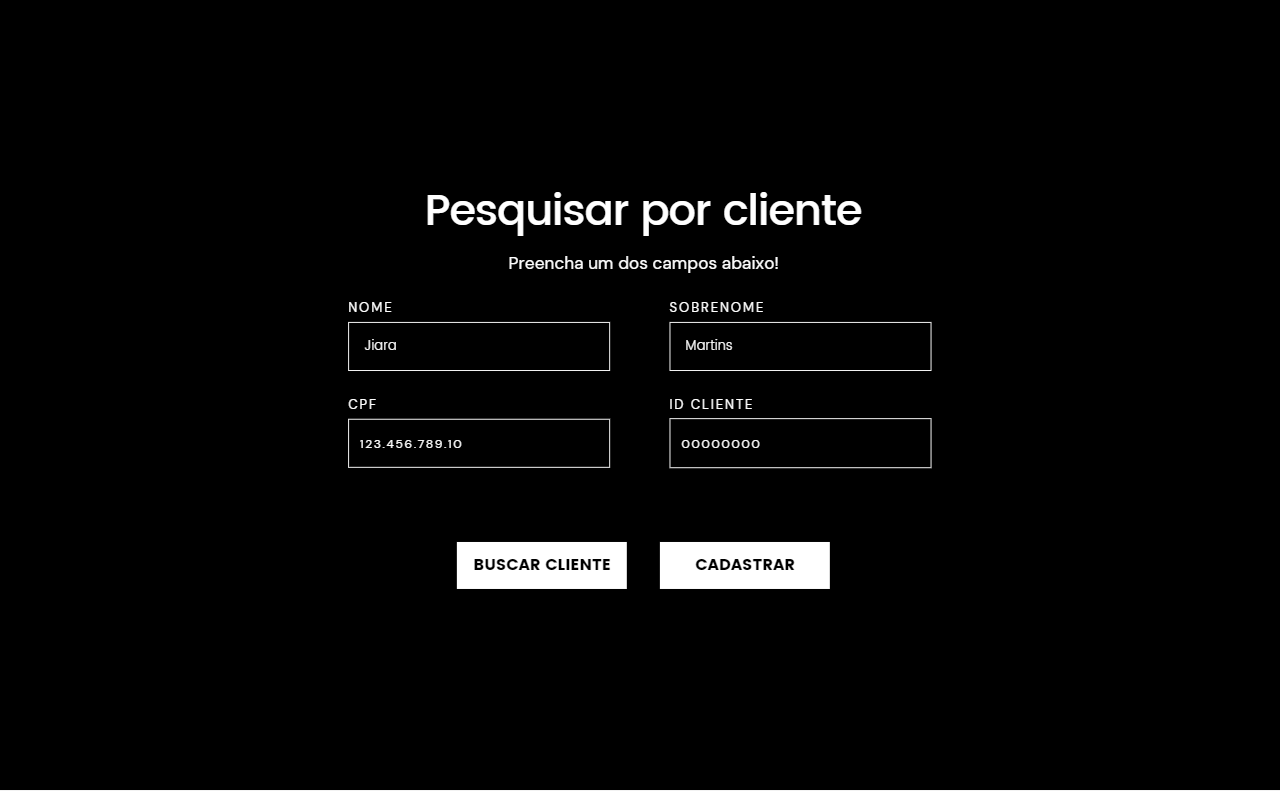 Pesquisar por cliente
Preencha um dos campos abaixo!
NOME
SOBRENOME
Jiara
Martins
CPF
ID CLIENTE
123.456.789.10
00000000
BUSCAR CLIENTE
CADASTRAR